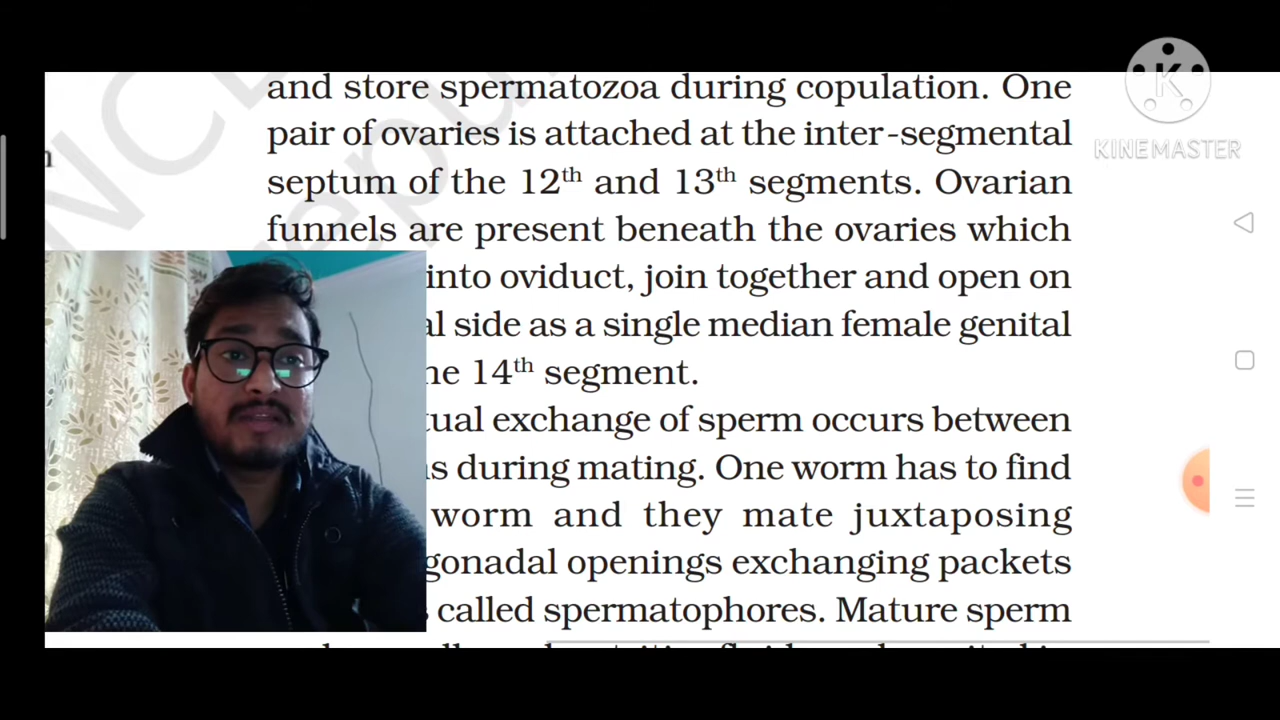 and store spermatozoa during copulation. One
pair of ovaries is attached at the inter-segmental
septum of the 12th and 13th segments. Ovarian
funnels are present beneath the ovaries which
into oviduct, join together and open on
al side as a single median female genital
he 14th segment.
tual exchange of sperm occurs between
s during mating. One worm has to find
worm and they mate juxtaposing
gonadal openings exchanging packets
called spermatophores. Mature sperm
KINEMASTER